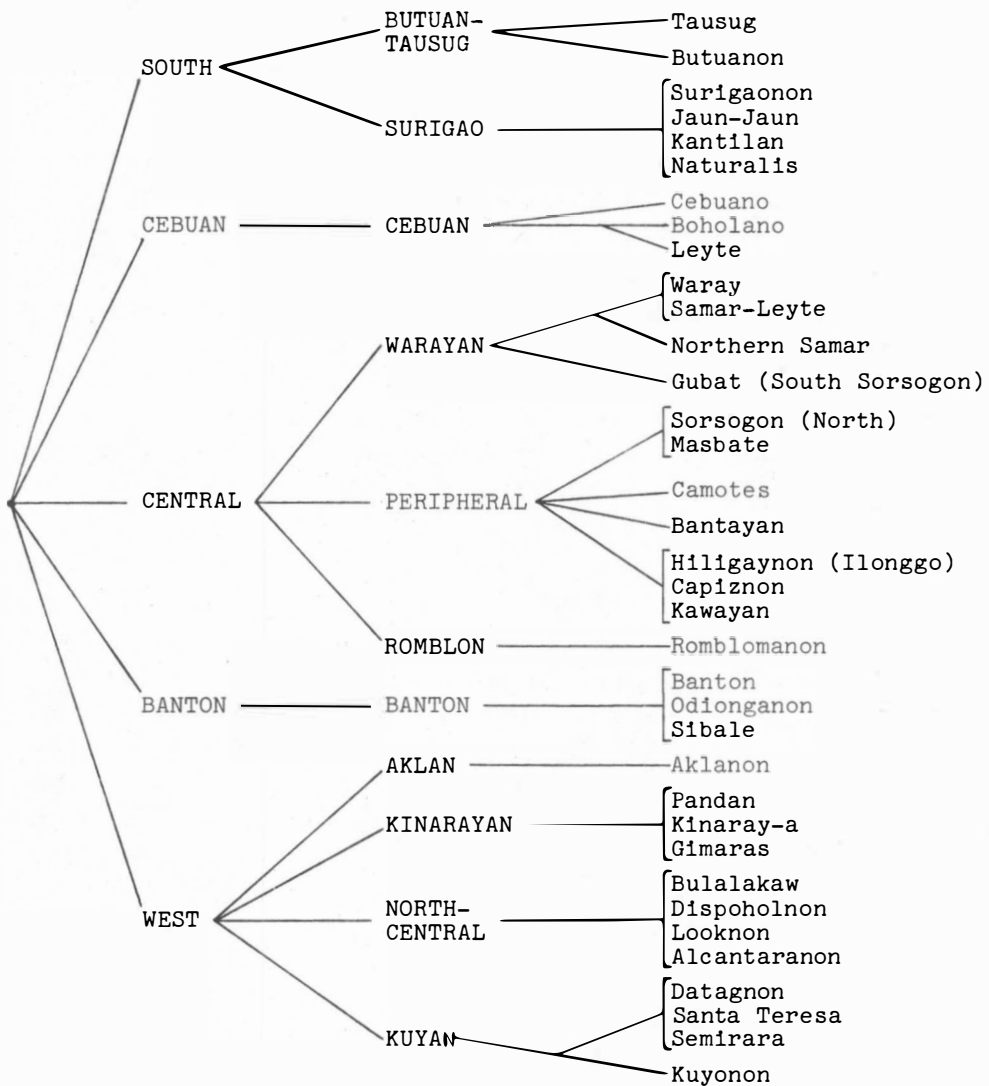 BUTUAN-
TAUSUG
Tausug
Butuanon
SOUTH
SURIGAO
Surigaonon
Jaun-Jaun
Kantilan
Naturalis
CEBUAN
CEBUAN
Cebuano
Boholano
Leyte
WARAYAN
Waray
Samar-Leyte
Northern Samar
Gubat (South Sorsogon)
CENTRAL
PERIPHERAL
Sorsogon (North)
Masbate
Camotes
Bantayan
Hiligaynon (Ilonggo)
Capiznon
Kawayan
ROMBLON
Romblomanon
BANTON
BANTON
Banton
Odionganon
Sibale
AKLAN
Aklanon
KINARAYAN
Pandan
Kinaray-a
Gimaras
WEST
NORTH-
CENTRAL
Bulalakaw
Dispoholnon
Looknon
Alcantaranon
KUYAN
Datagnon
Santa Teresa
Semirara
Kuyonon